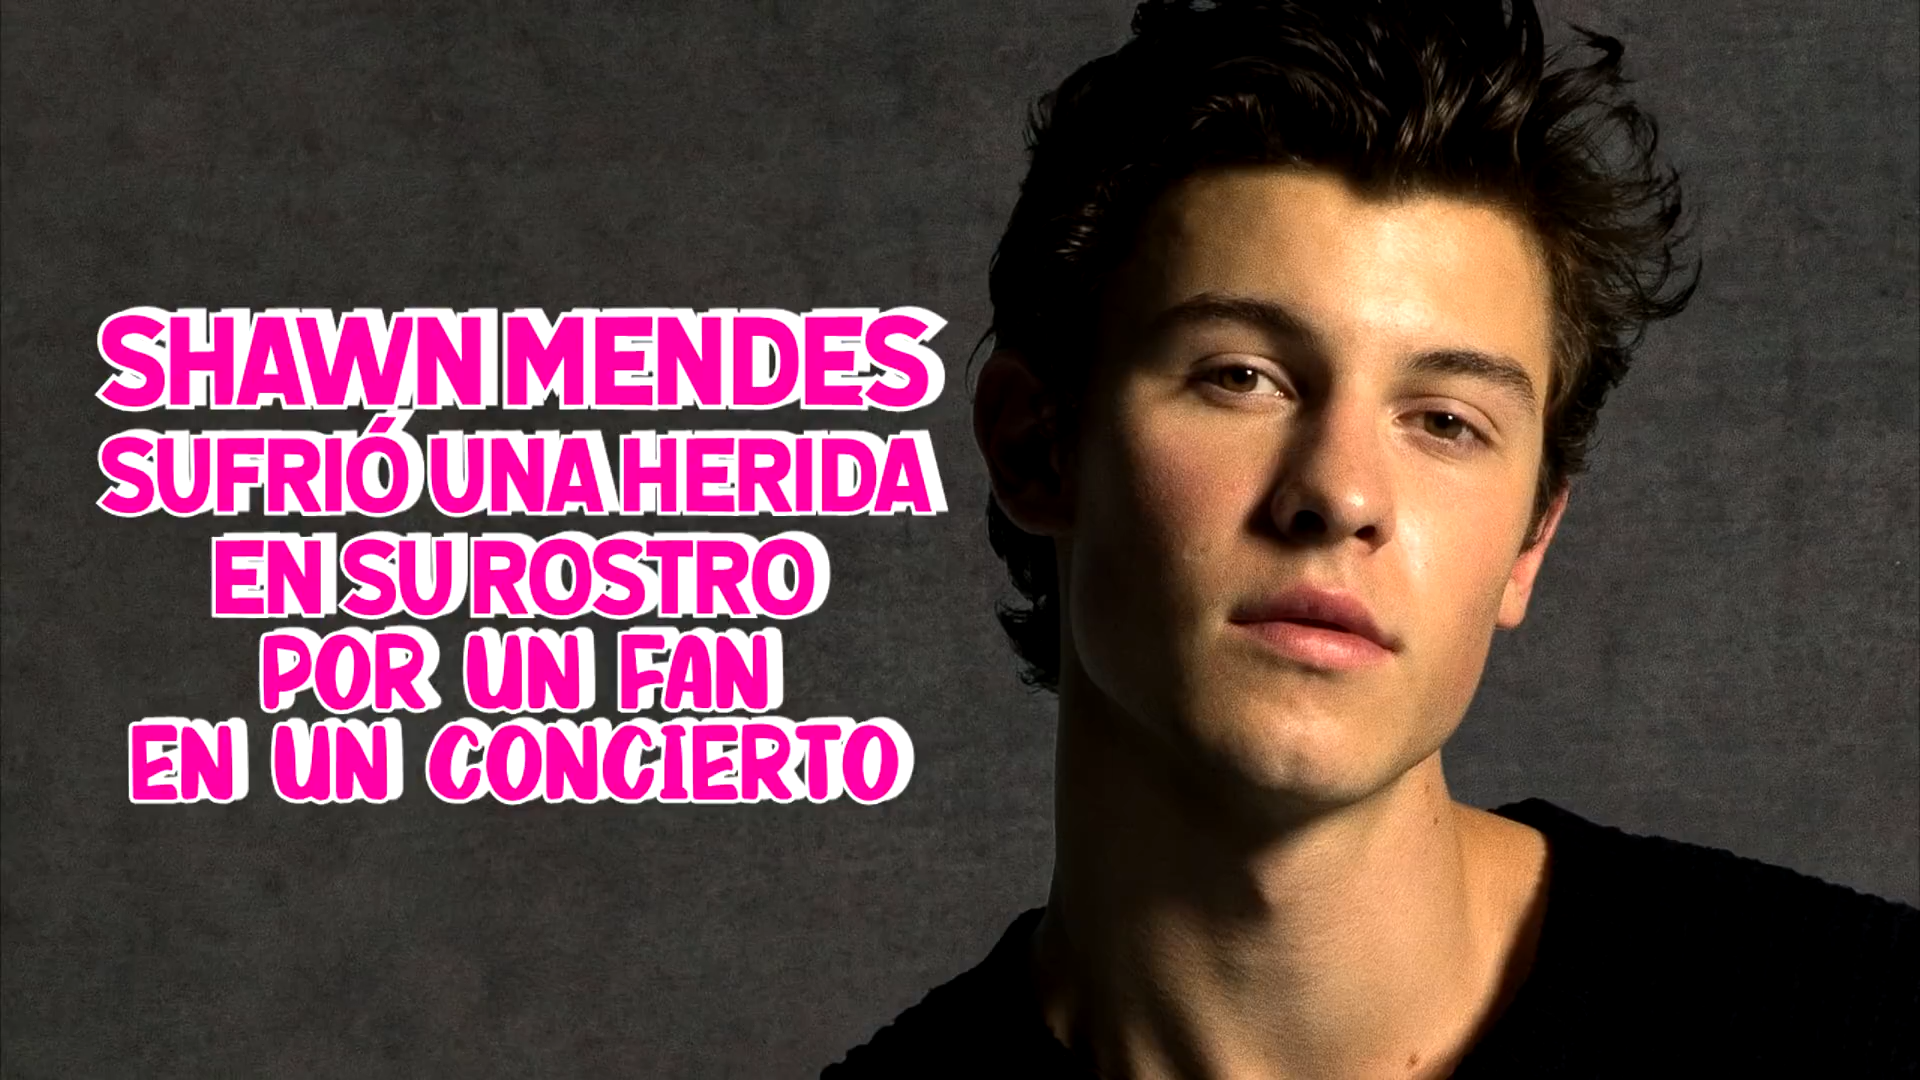 SHAWN MENDES
SUFRIÓ UNA HERIDA
EN SU ROSTRO
POR UN FAN
EN UN CONCIERTO